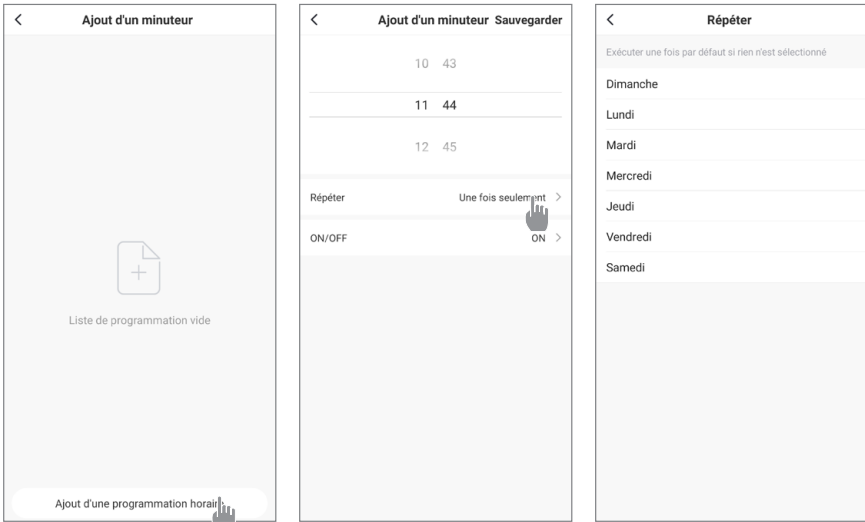 Ajout d'un minuteur
Liste de programmation vide
Ajout d'une programmation horaire
Ajout d'un minuteur Sauvegarder
10 43
11 44
12 45
Répéter Une fois seulement
ON/OFF ON
Répéter
Exécuter une fois par défaut si rien n'est sélectionné
Dimanche
Lundi
Mardi
Mercredi
Jeudi
Vendredi
Samedi